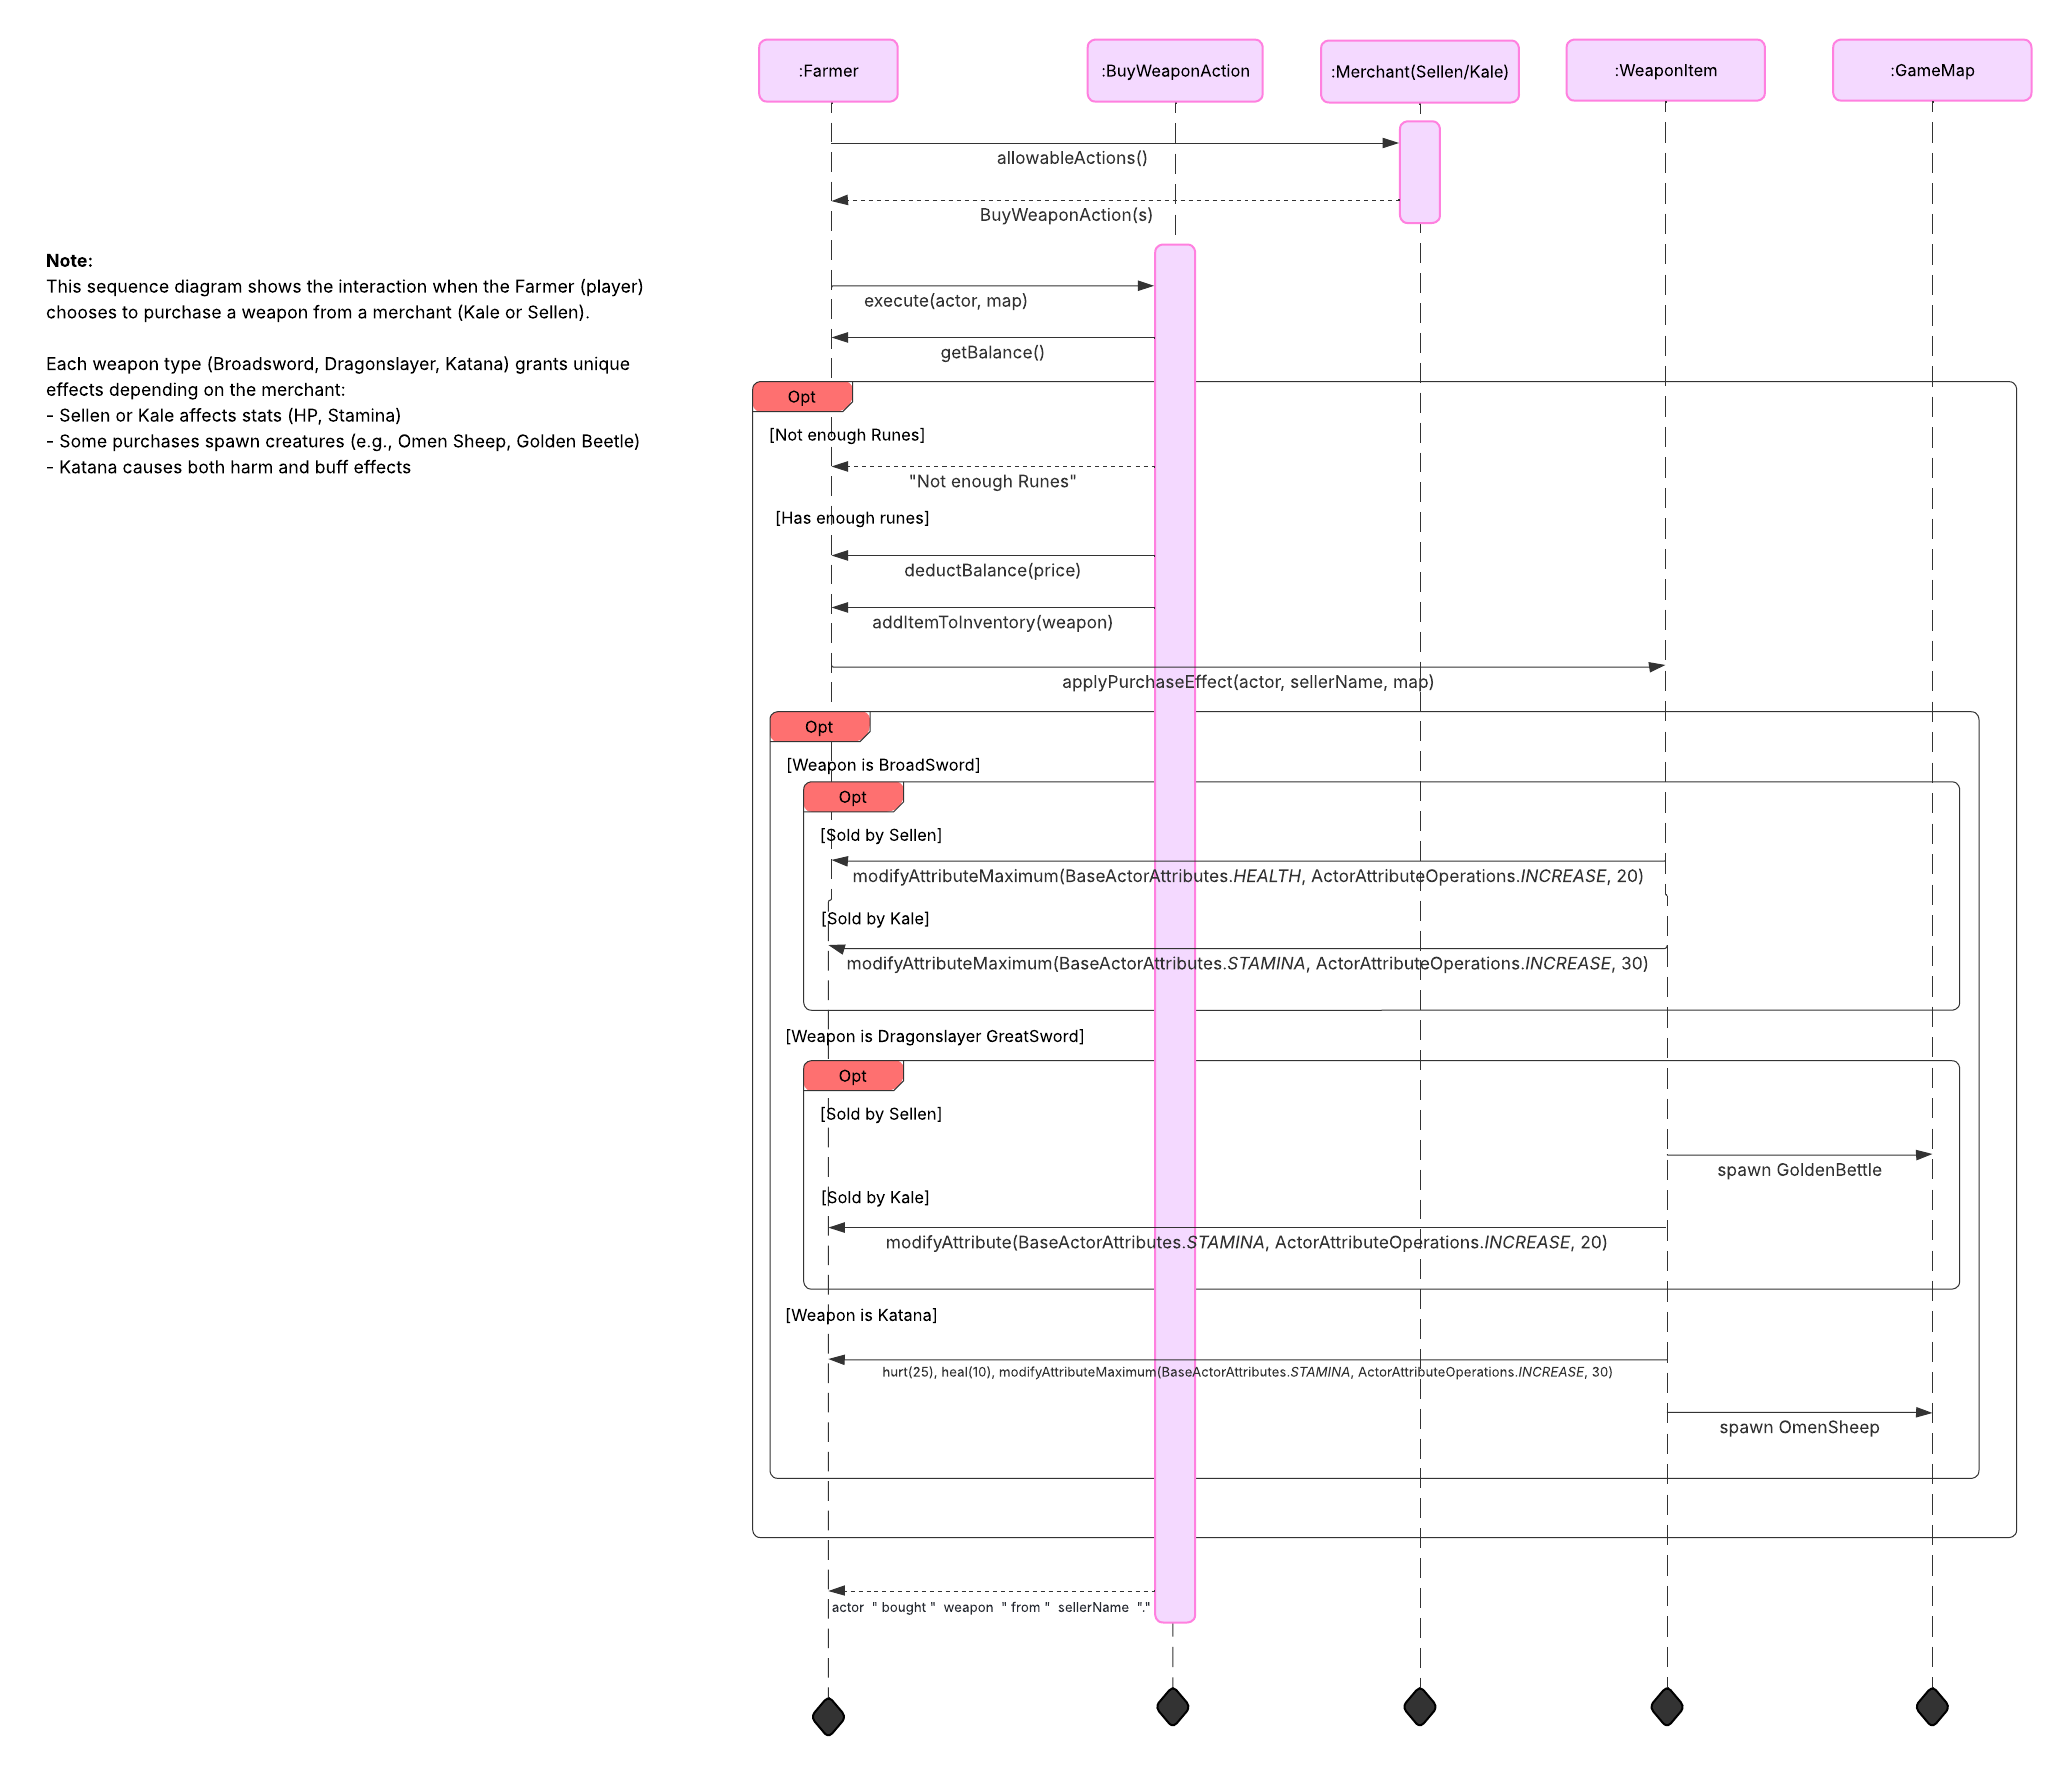 :Farmer
:BuyWeaponAction
:Merchant(Sellen/Kale)
:WeaponItem
:GameMap
allowableActions()
BuyWeaponAction(s)
Note:
This sequence diagram shows the interaction when the Farmer (player)
chooses to purchase a weapon from a merchant (Kale or Sellen).
Each weapon type (Broadsword, Dragonslayer, Katana) grants unique
effects depending on the merchant:
- Sellen or Kale affects stats (HP, Stamina)
- Some purchases spawn creatures (e.g., Omen Sheep, Golden Beetle)
- Katana causes both harm and buff effects
execute(actor, map)
getBalance()
Opt
[Not enough Runes]
"Not enough Runes"
[Has enough runes]
deductBalance(price)
addItemToInventory(weapon)
applyPurchaseEffect(actor, sellerName, map)
Opt
[Weapon is BroadSword]
Opt
[Sold by Sellen]
modifyAttributeMaximum(BaseActorAttributes.HEALTH, ActorAttributeOperations.INCREASE, 20)
[Sold by Kale]
modifyAttributeMaximum(BaseActorAttributes.STAMINA, ActorAttributeOperations.INCREASE, 30)
[Weapon is Dragonslayer GreatSword]
Opt
[Sold by Sellen]
spawn GoldenBettle
[Sold by Kale]
modifyAttribute(BaseActorAttributes.STAMINA, ActorAttributeOperations.INCREASE, 20)
[Weapon is Katana]
hurt(25), heal(10), modifyAttributeMaximum(BaseActorAttributes.STAMINA, ActorAttributeOperations.INCREASE, 30)
spawn OmenSheep
actor " bought " weapon " from " sellerName "."